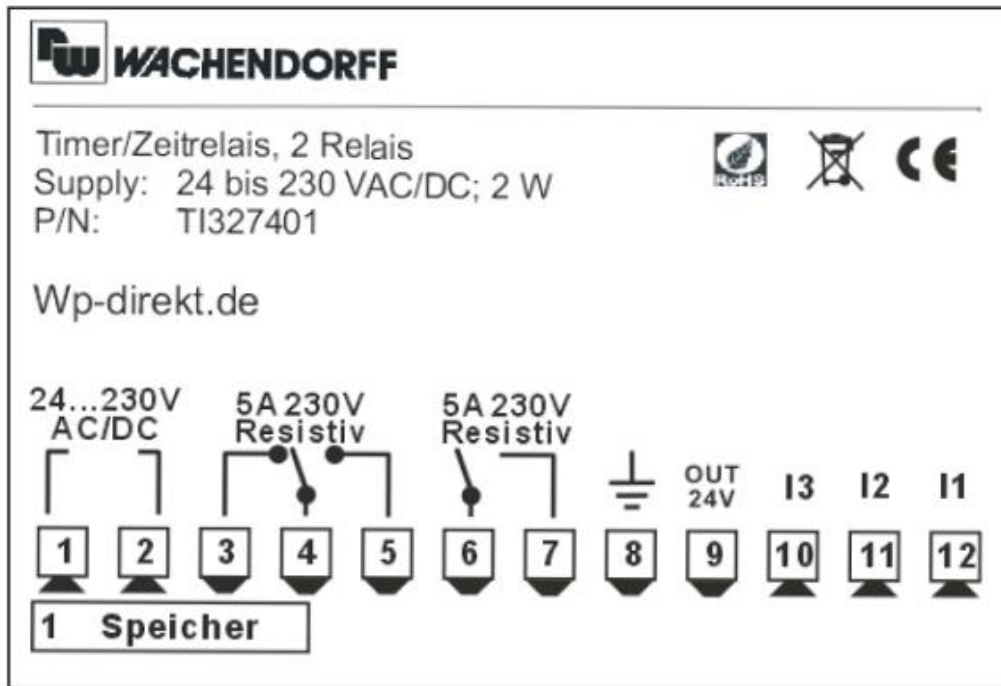 WACHENDORFF
Timer/Zeitrelais, 2 Relais
RoHS
CE
Supply: 24 bis 230 VAC/DC; 2 W
P/N: TI327401
Wp-direkt.de
24...230V
AC/DC
5A 230V
Resistiv
5A 230V
Resistiv
OUT
24V
I3 I2 I1
1 2 3 4 5 6 7 8 9 10 11 12
1 Speicher